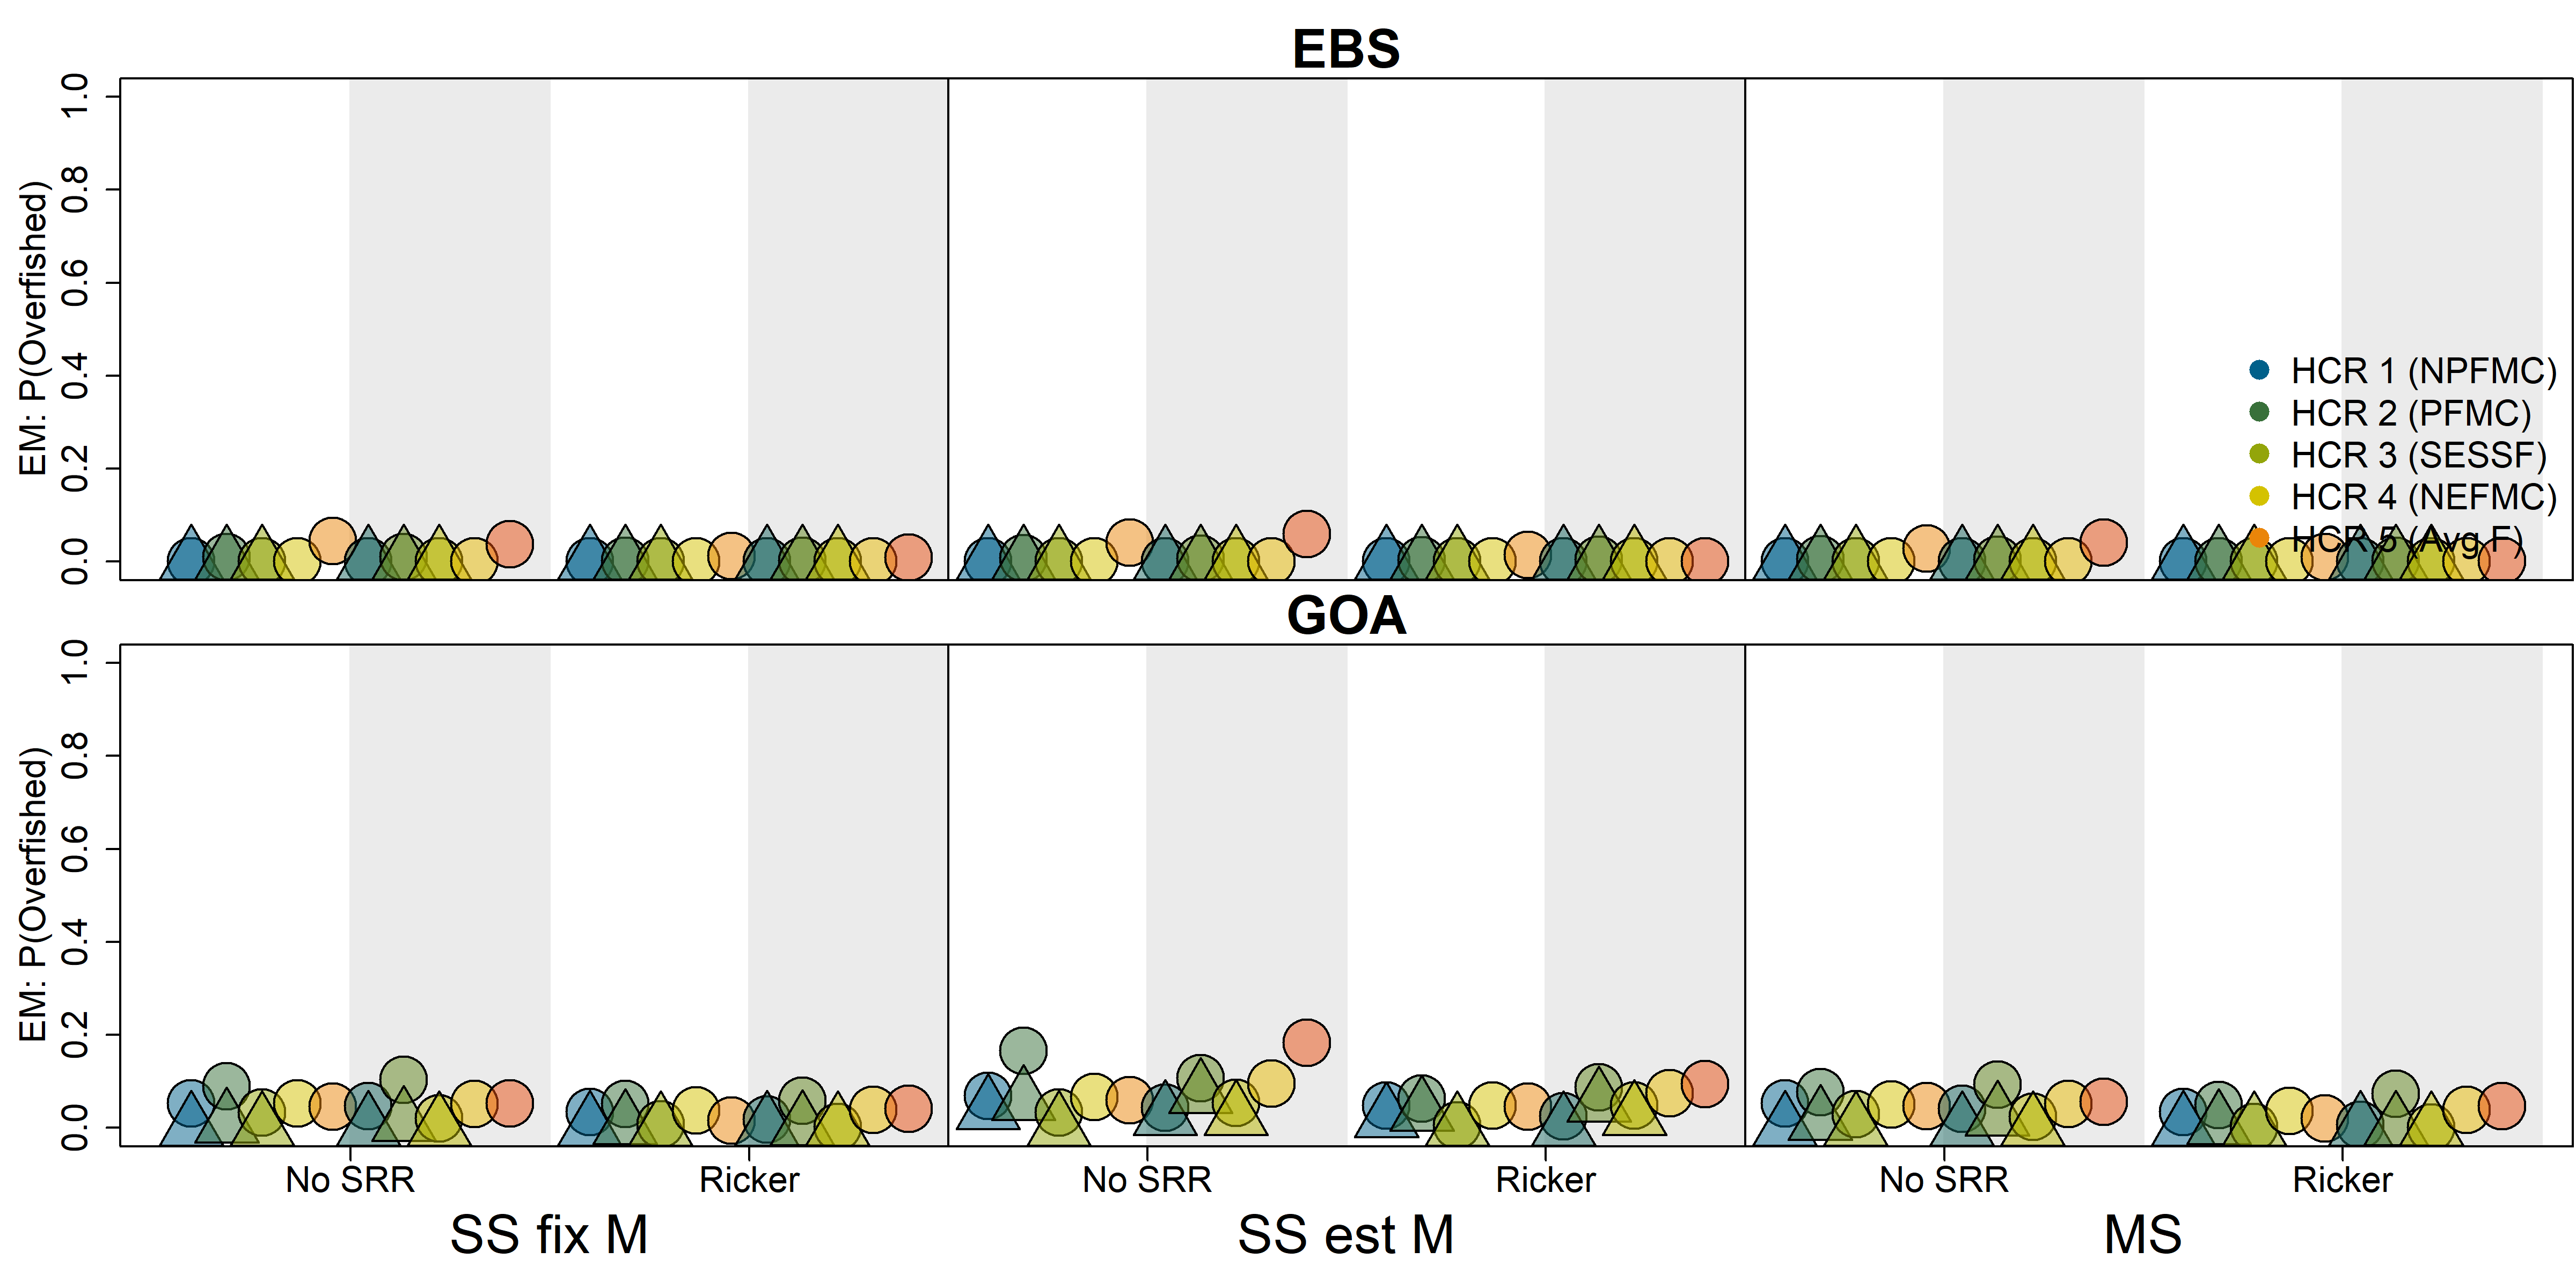 EBS
EM: P(Overfished)
1.0
0.8
0.6
0.4
0.2
0.0
HCR 1 (NPFMC)
HCR 2 (PFMC)
HCR 3 (SESSF)
HCR 4 (NEFMC)
HCR 5 (Avg F)
GOA
EM: P(Overfished)
1.0
0.8
0.6
0.4
0.2
0.0
No SRR Ricker No SRR Ricker No SRR Ricker
SS fix M SS est M MS